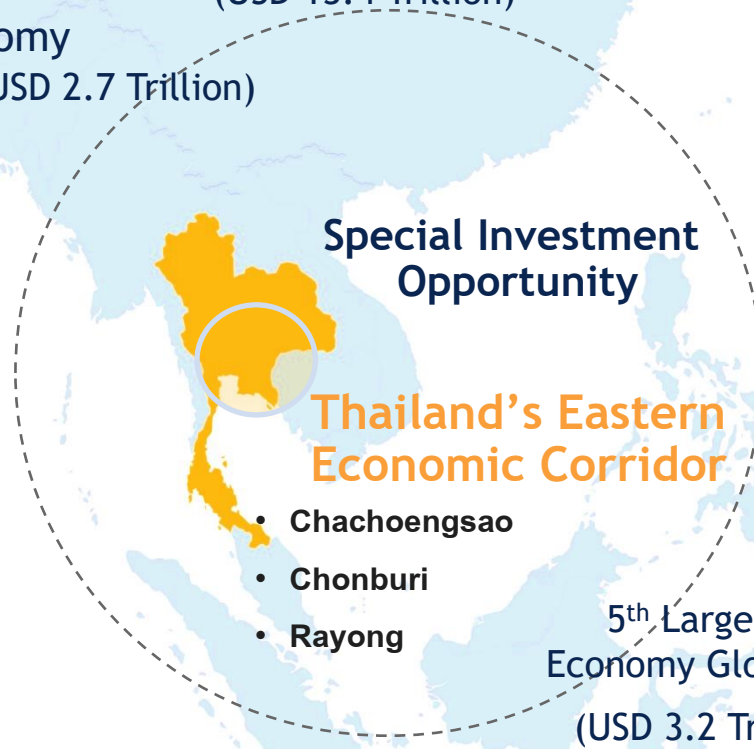 USD 2.7 Trillion)
Special Investment
Opportunity
Thailand’s Eastern
Economic Corridor
• Chachoengsao
• Chonburi
• Rayong
5th Large
Economy Glo
(USD 3.2 Tr